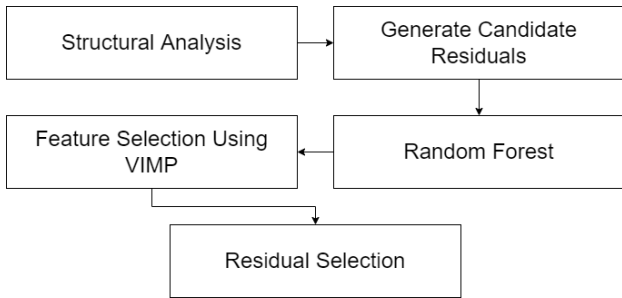 Structural Analysis
Generate Candidate
Residuals
Random Forest
Feature Selection Using
VIMP
Residual Selection